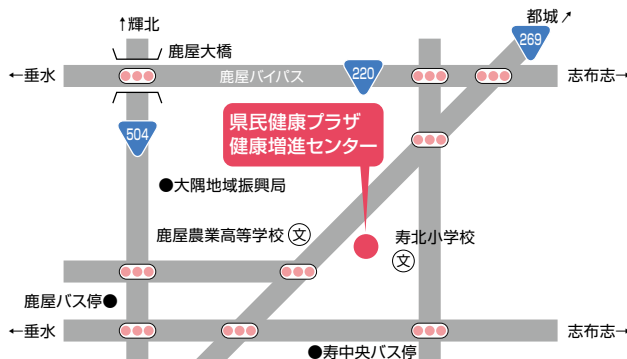 ↑輝北
都城↗
鹿屋大橋
269
←垂水
鹿屋バイパス
220
志布志→
県民健康プラザ
健康増進センター
504
●大隅地域振興局
鹿屋農業高等学校 文
寿北小学校
文
鹿屋バス停●
←垂水
志布志→
●寿中央バス停